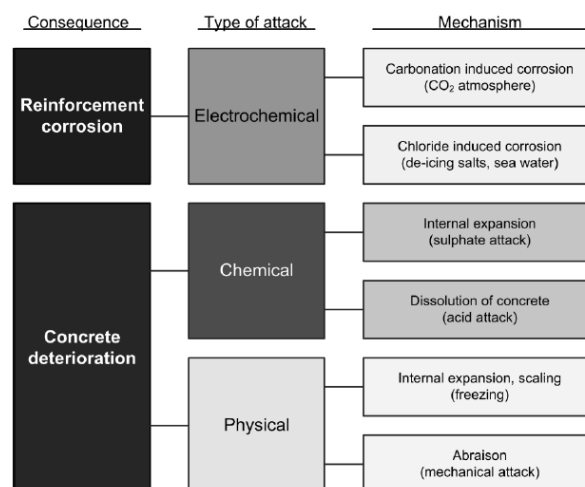 Consequence
Type of attack
Mechanism
Reinforcement
corrosion
Electrochemical
Carbonation induced corrosion
(CO₂ atmosphere)
Chloride induced corrosion
(de-icing salts, sea water)
Concrete
deterioration
Chemical
Internal expansion
(sulphate attack)
Dissolution of concrete
(acid attack)
Physical
Internal expansion, scaling
(freezing)
Abraison
(mechanical attack)